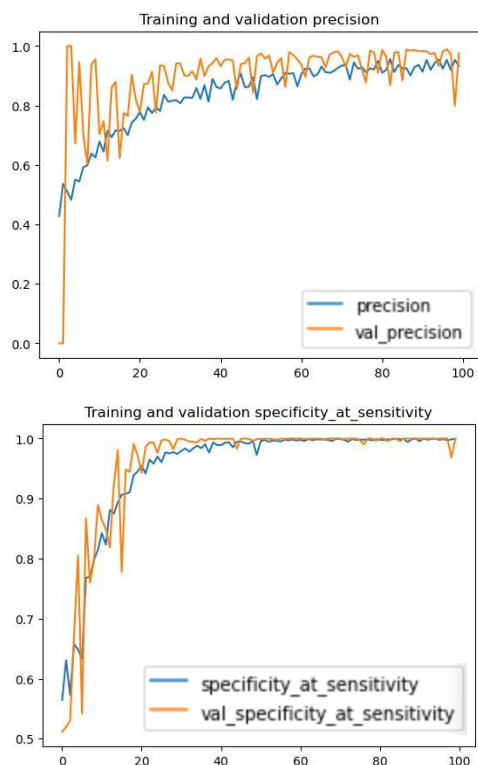 Training and validation precision
1.0
0.8
0.6
0.4
0.2
0.0
precision
val_precision
0 20 40 60 80 100
Training and validation specificity_at_sensitivity
1.0
0.9
0.8
0.7
0.6
0.5
specificity_at_sensitivity
val_specificity_at_sensitivity
0 20 40 60 80 100